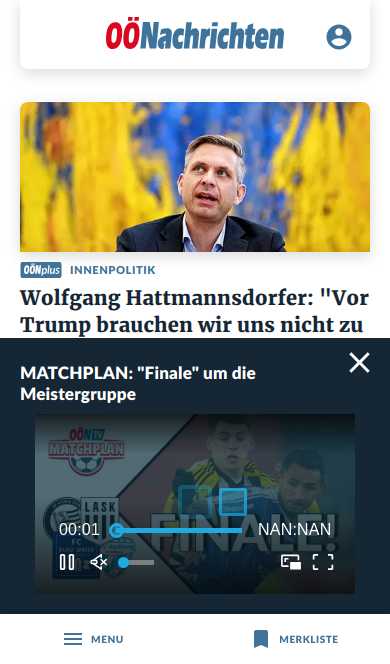 OÖNachrichten
OÖNplus INNENPOLITIK
Wolfgang Hattmannsdorfer: "Vor
Trump brauchen wir uns nicht zu
MATCHPLAN: "Finale" um die
Meistergruppe
OÖN TV
MATCHPLAN
LASK
FC
FINALE!
00:01
NAN:NAN
MENU
MERKLISTE